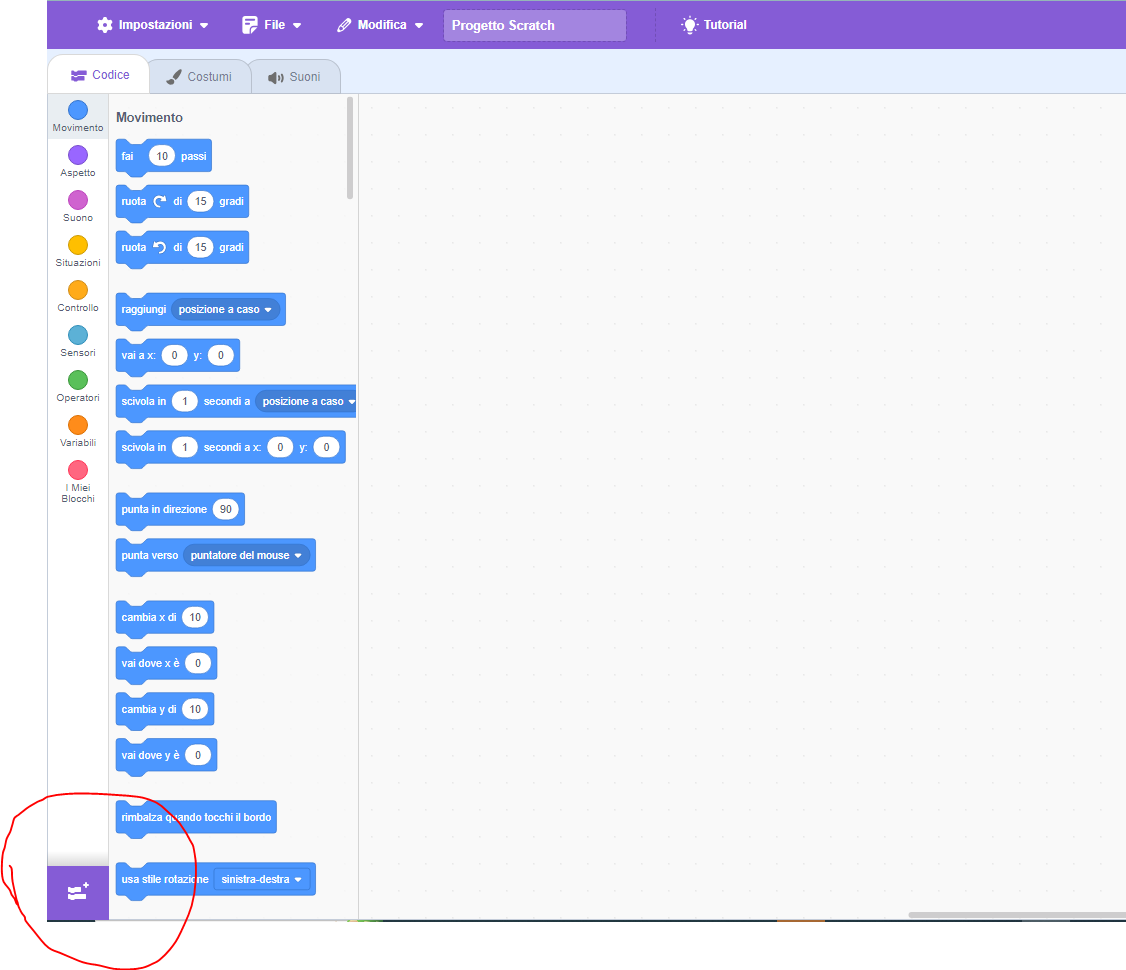 Impostazioni File Modifica Progetto Scratch Tutorial
Codice Costumi Suoni
Movimento
Aspetto
Suono
Situazioni
Controllo
Sensori
Operatori
Variabili
I Miei
Blocchi
Movimento
fai 10 passi
ruota di 15 gradi
ruota di 15 gradi
raggiungi posizione a caso
vai a x: 0 y: 0
scivola in 1 secondi a posizione a caso
scivola in 1 secondi a x: 0 y: 0
punta in direzione 90
punta verso puntatore del mouse
cambia x di 10
vai dove x è 0
cambia y di 10
vai dove y è 0
rimbalza quando tocchi il bordo
usa stile rotazione sinistra-destra